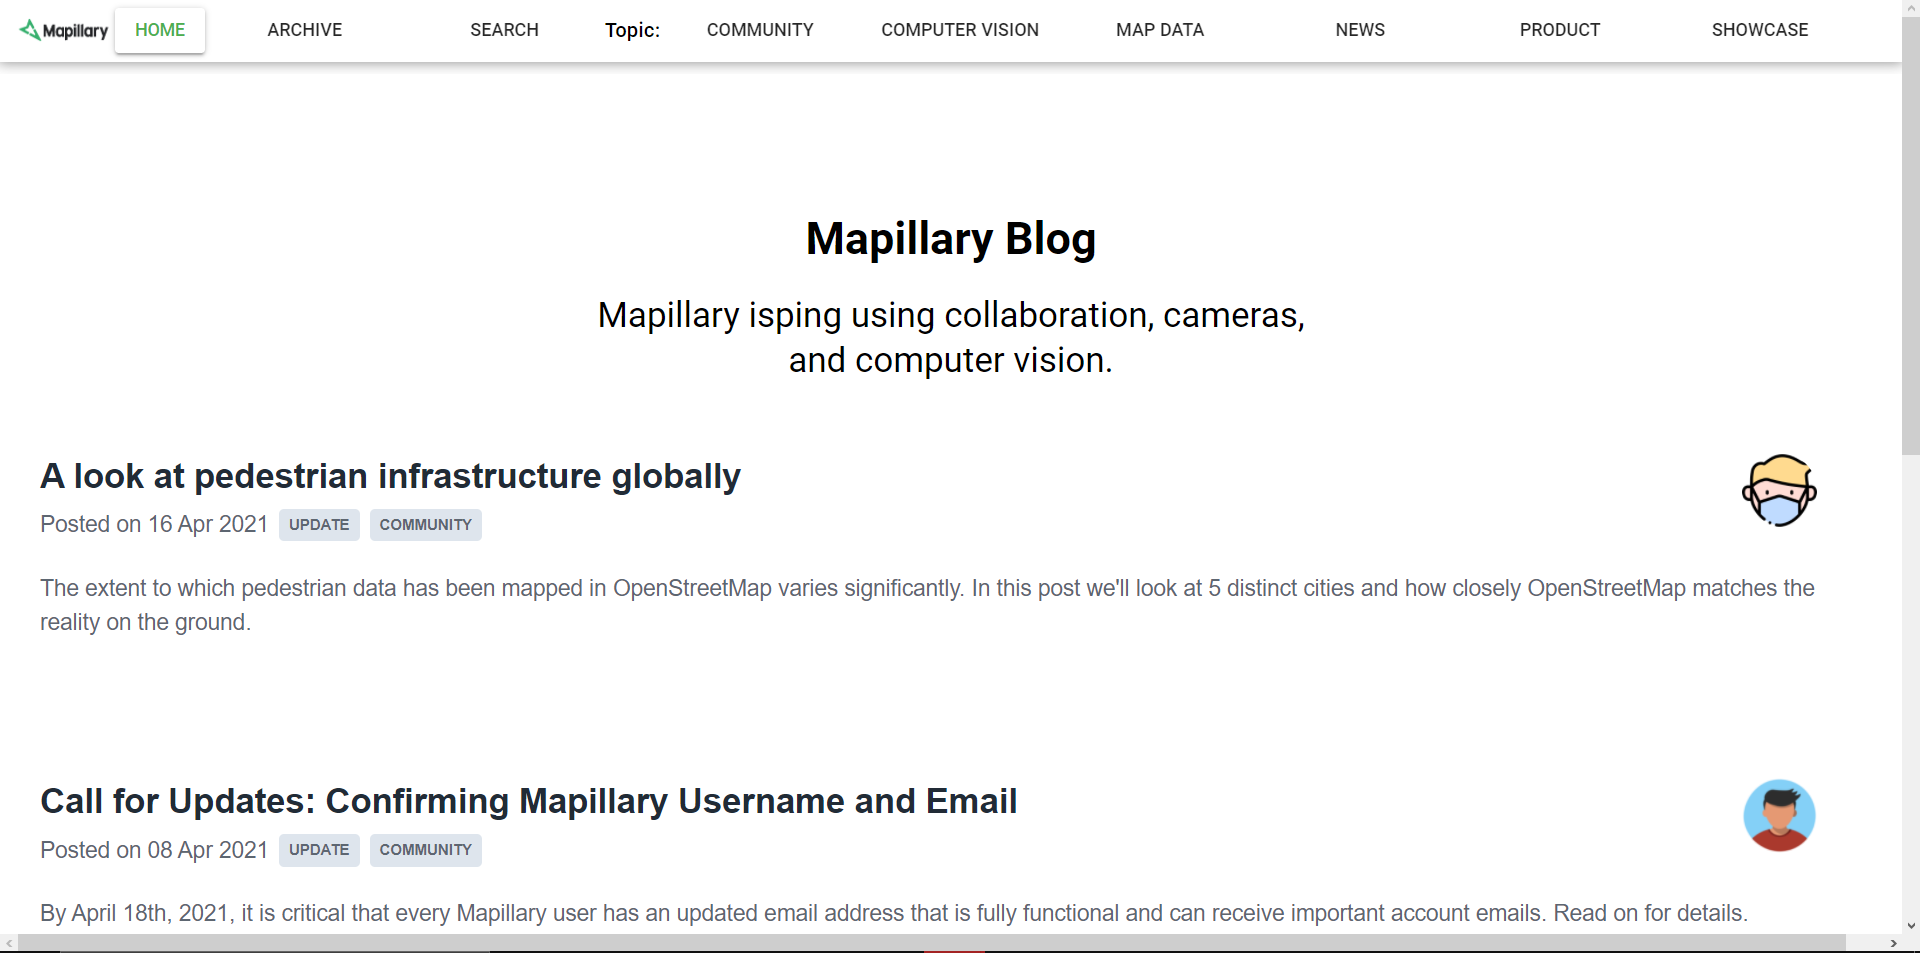 Mapillary HOME ARCHIVE SEARCH Topic: COMMUNITY COMPUTER VISION MAP DATA NEWS PRODUCT SHOWCASE
Mapillary Blog
Mapillary isping using collaboration, cameras,
and computer vision.
A look at pedestrian infrastructure globally
Posted on 16 Apr 2021 UPDATE COMMUNITY
The extent to which pedestrian data has been mapped in OpenStreetMap varies significantly. In this post we'll look at 5 distinct cities and how closely OpenStreetMap matches the
reality on the ground.
Call for Updates: Confirming Mapillary Username and Email
Posted on 08 Apr 2021 UPDATE COMMUNITY
By April 18th, 2021, it is critical that every Mapillary user has an updated email address that is fully functional and can receive important account emails. Read on for details.